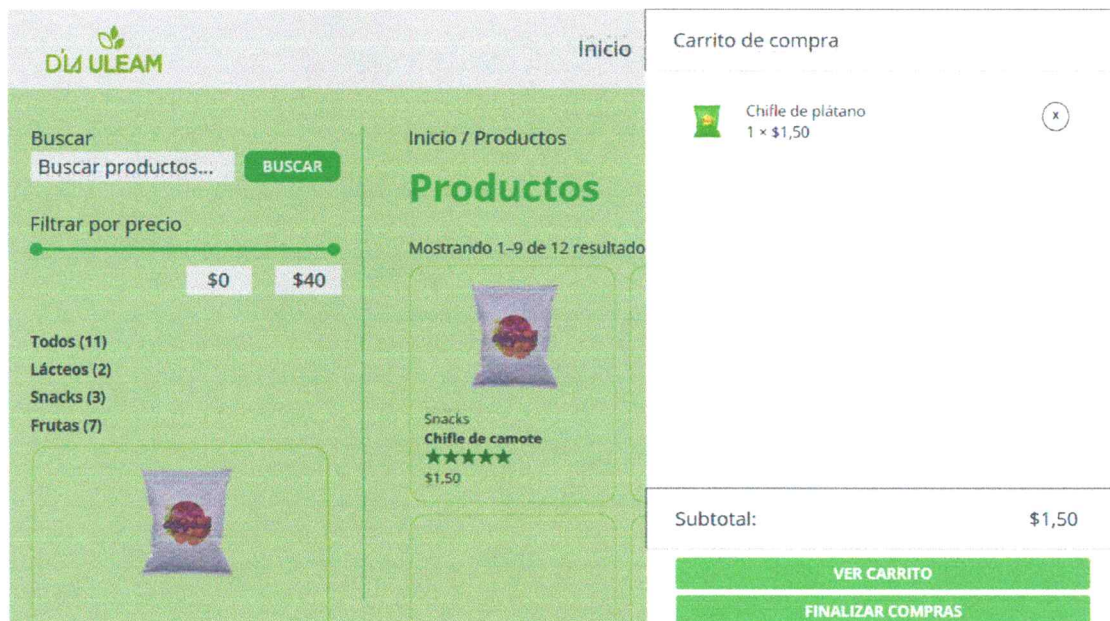 D'ÍA ULEAM
Inicio
Buscar
Buscar productos...
BUSCAR
Filtrar por precio
$0
$40
Todos (11)
Lácteos (2)
Snacks (3)
Frutas (7)
Inicio / Productos
Productos
Mostrando 1–9 de 12 resultado
Snacks
Chifle de camote
$1,50
Carrito de compra
Chifle de plátano
1 × $1,50
x
Subtotal:
$1,50
VER CARRITO
FINALIZAR COMPRAS